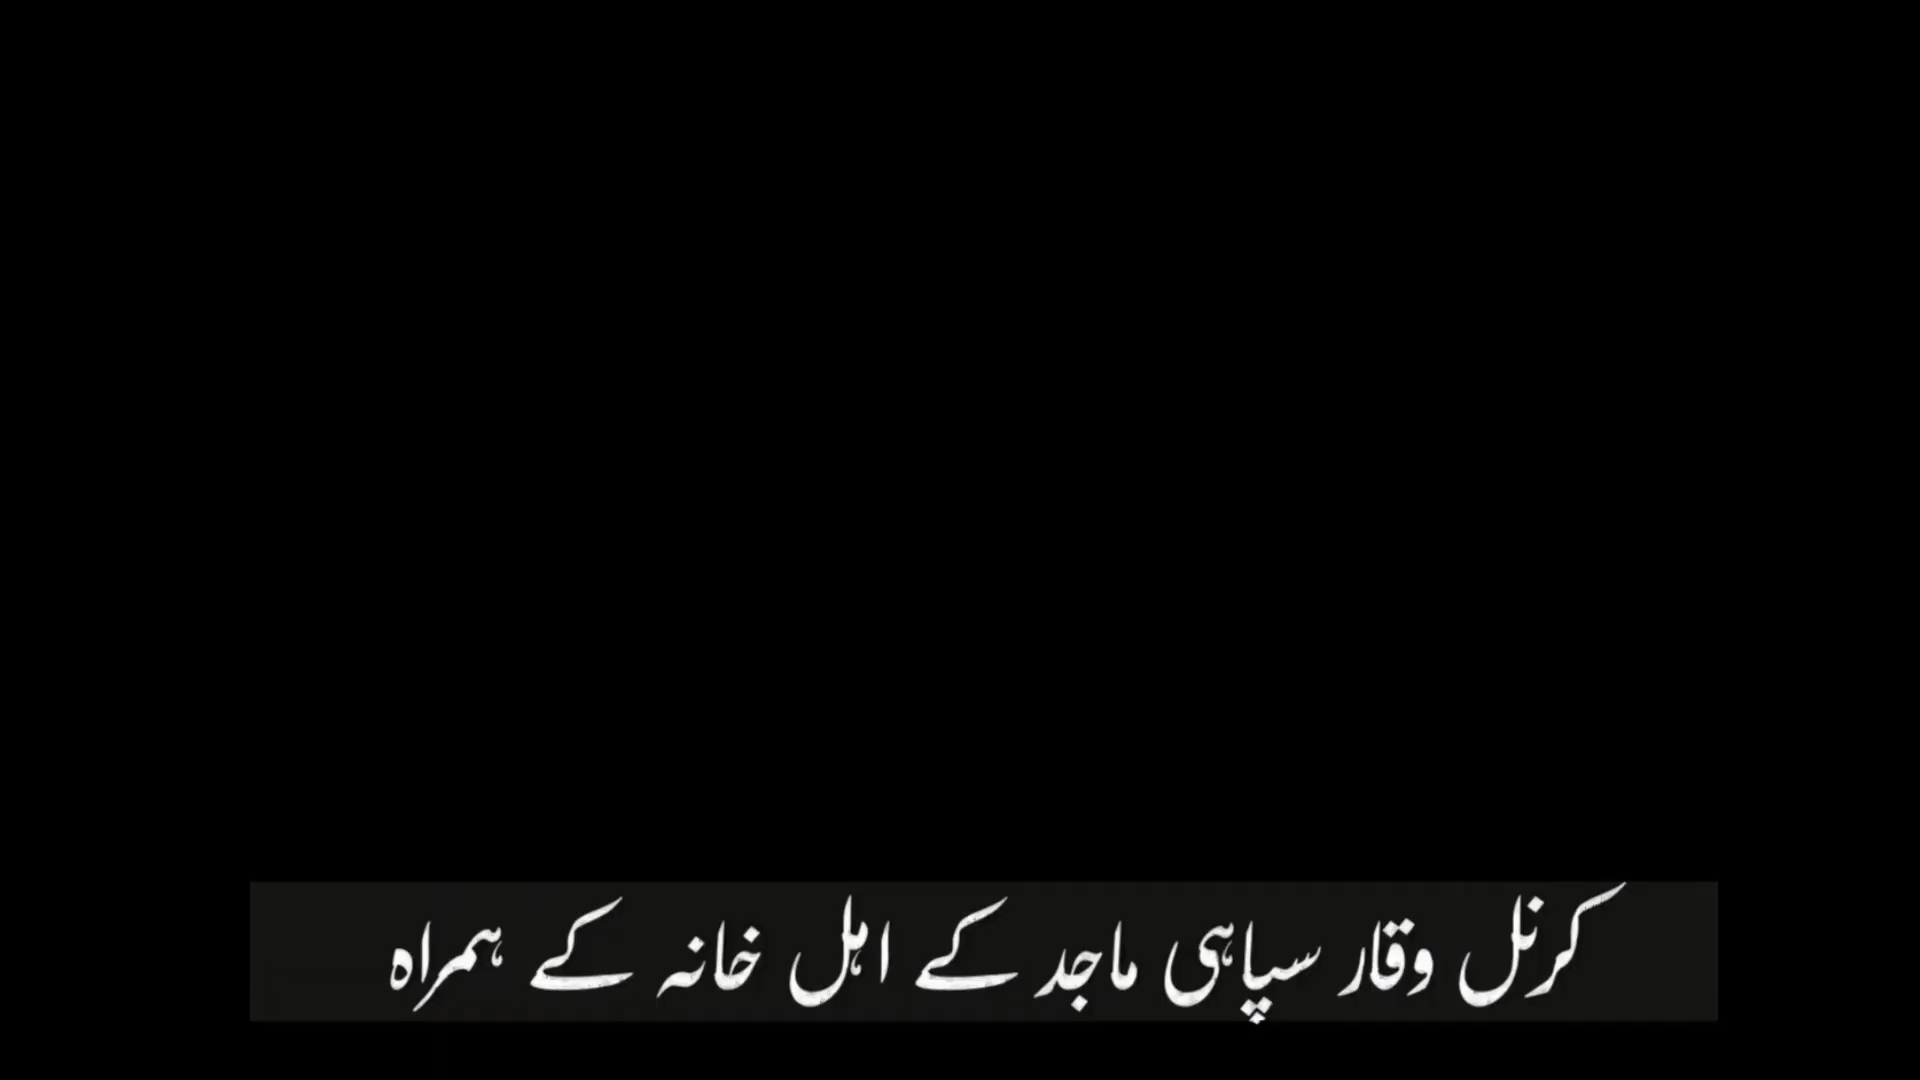 کرنل وقار سپاہی ماجد کے اہل خانہ کے ہمراہ